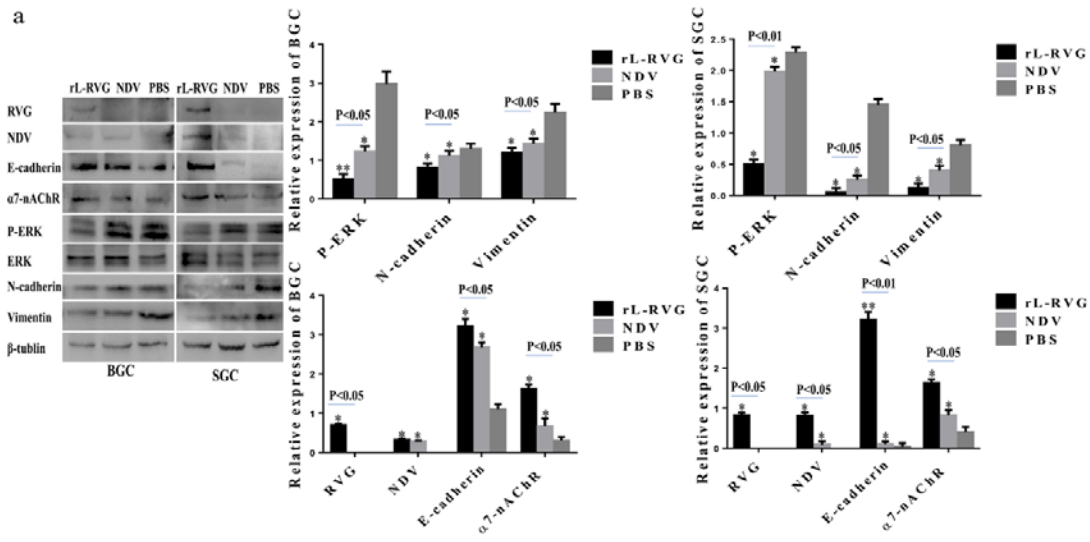 a
rL-RVG NDV PBS rL-RVG NDV PBS
RVG
NDV
E-cadherin
α7-nAChR
P-ERK
ERK
N-cadherin
Vimentin
β-tublin
BGC SGC
Relative expression of BGC
4
3
2
1
0
P<0.05
P<0.05
P<0.05
**
*
*
*
*
*
P-ERK
N-cadherin
Vimentin
rL-RVG
NDV
PBS
Relative expression of SGC
2.5
2.0
1.5
1.0
0.5
0.0
P<0.01
P<0.05
P<0.05
*
*
*
*
*
*
P-ERK
N-cadherin
Vimentin
rL-RVG
NDV
PBS
Relative expression of BGC
4
3
2
1
0
P<0.05
P<0.05
P<0.05
*
*
*
*
*
*
*
RVG
NDV
E-cadherin
α7-nAChR
rL-RVG
NDV
PBS
Relative expression of SGC
4
3
2
1
0
P<0.05
P<0.05
P<0.01
P<0.05
*
*
*
**
*
*
*
RVG
NDV
E-cadherin
α7-nAChR
rL-RVG
NDV
PBS